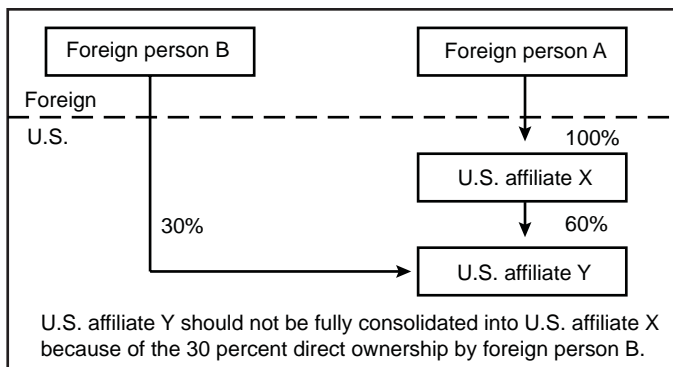 Foreign person B
Foreign person A
Foreign
U.S.
100%
U.S. affiliate X
30%
60%
U.S. affiliate Y
U.S. affiliate Y should not be fully consolidated into U.S. affiliate X
because of the 30 percent direct ownership by foreign person B.